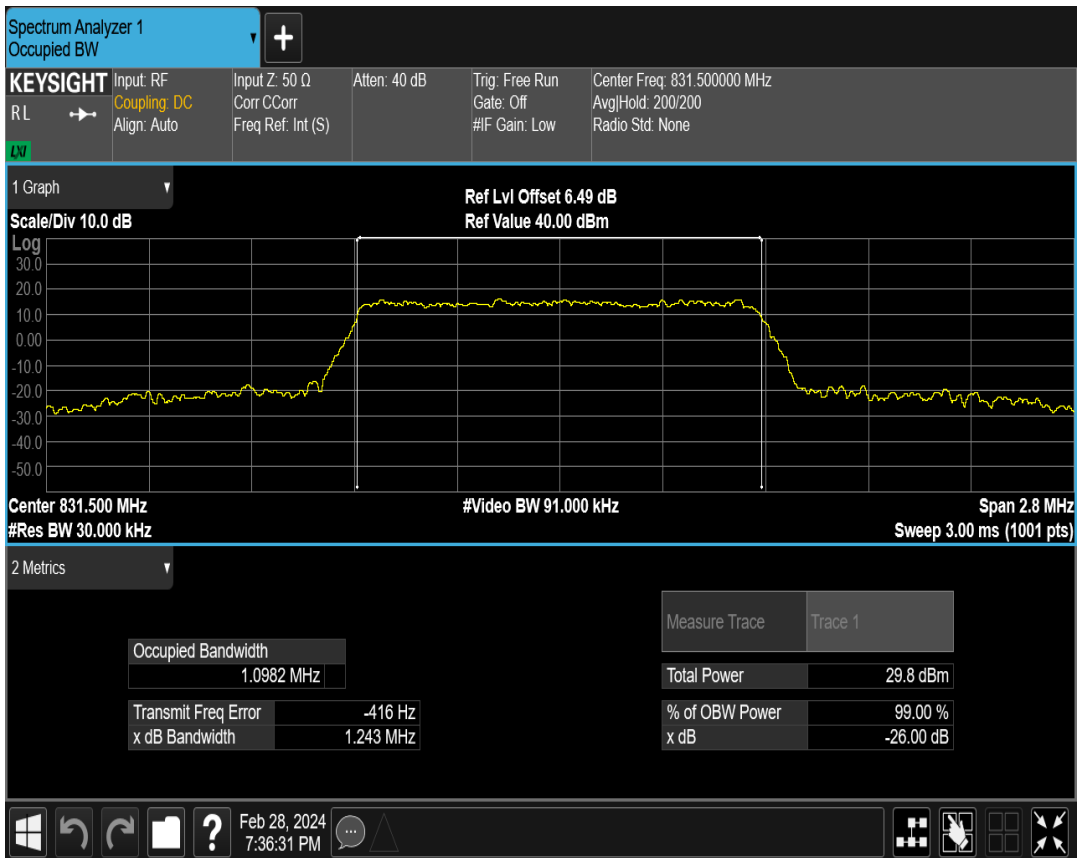 Spectrum Analyzer 1
Occupied BW
+
KEYSIGHT
RL
LXI
Input: RF
Coupling: DC
Align: Auto
Input Z: 50 Ω
Corr CCorr
Freq Ref: Int (S)
Atten: 40 dB
Trig: Free Run
Gate: Off
#IF Gain: Low
Center Freq: 831.500000 MHz
Avg|Hold: 200/200
Radio Std: None
1 Graph
Scale/Div 10.0 dB
Ref Lvl Offset 6.49 dB
Ref Value 40.00 dBm
Log
30.0
20.0
10.0
0.00
-10.0
-20.0
-30.0
-40.0
-50.0
Center 831.500 MHz
#Res BW 30.000 kHz
#Video BW 91.000 kHz
Span 2.8 MHz
Sweep 3.00 ms (1001 pts)
2 Metrics
Occupied Bandwidth
1.0982 MHz
Transmit Freq Error -416 Hz
x dB Bandwidth 1.243 MHz
Measure Trace Trace 1
Total Power 29.8 dBm
% of OBW Power 99.00 %
x dB -26.00 dB
?
Feb 28, 2024
7:36:31 PM